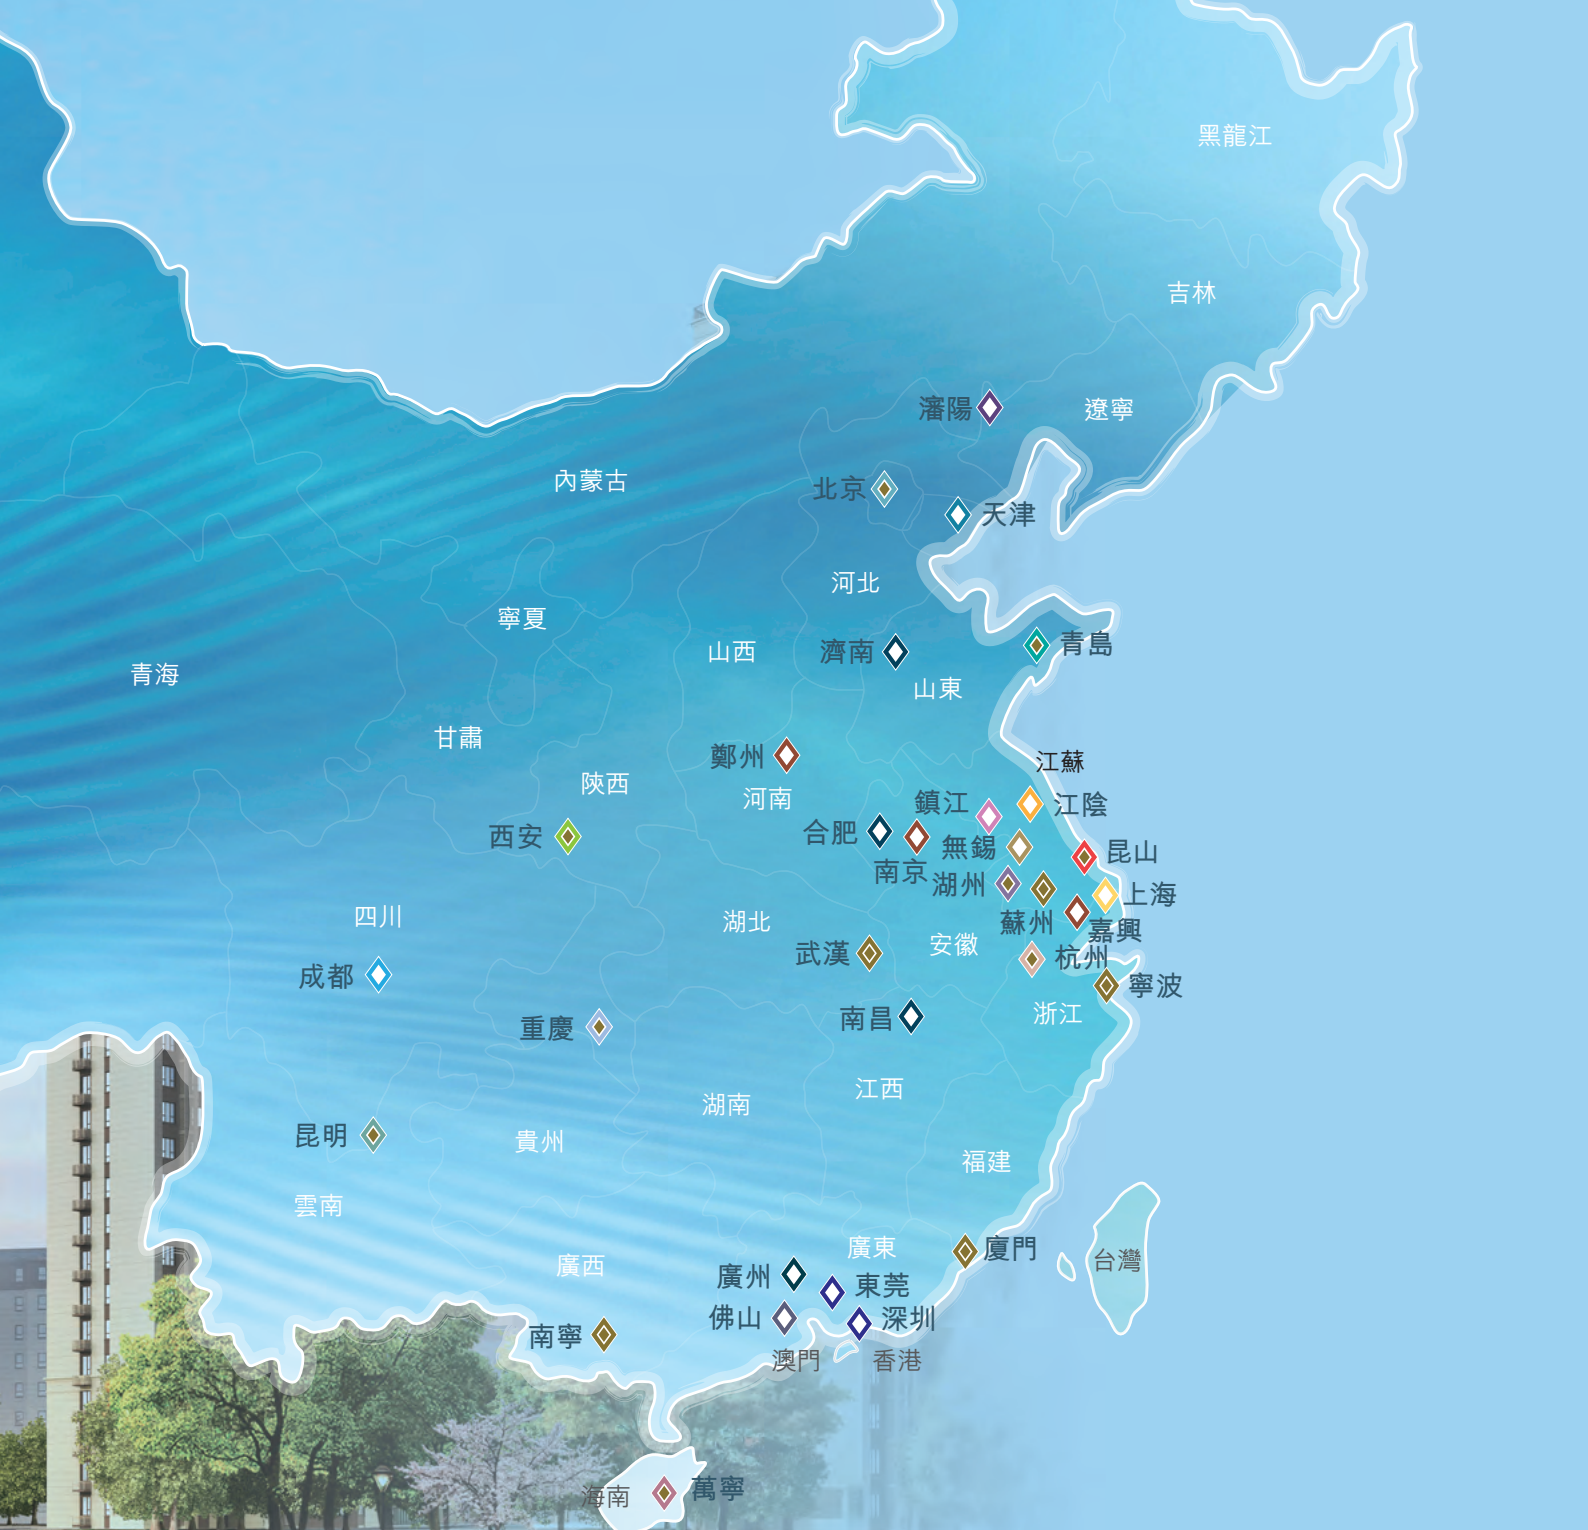 黑龍江
吉林
瀋陽
遼寧
內蒙古
北京
天津
河北
寧夏
山西
濟南
青島
青海
山東
甘肅
鄭州
江蘇
陝西
河南
鎮江
江陰
西安
合肥
無錫
昆山
南京
湖州
上海
四川
湖北
蘇州
嘉興
武漢
安徽
杭州
成都
寧波
重慶
南昌
浙江
江西
湖南
昆明
貴州
福建
雲南
廣東
廈門
廣西
台灣
廣州
東莞
佛山
深圳
南寧
澳門
香港
海南
萬寧